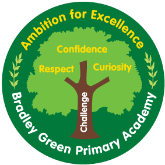 Ambition for Excellence
Confidence
Respect
Curiosity
Challenge
Bradley Green Primary Academy